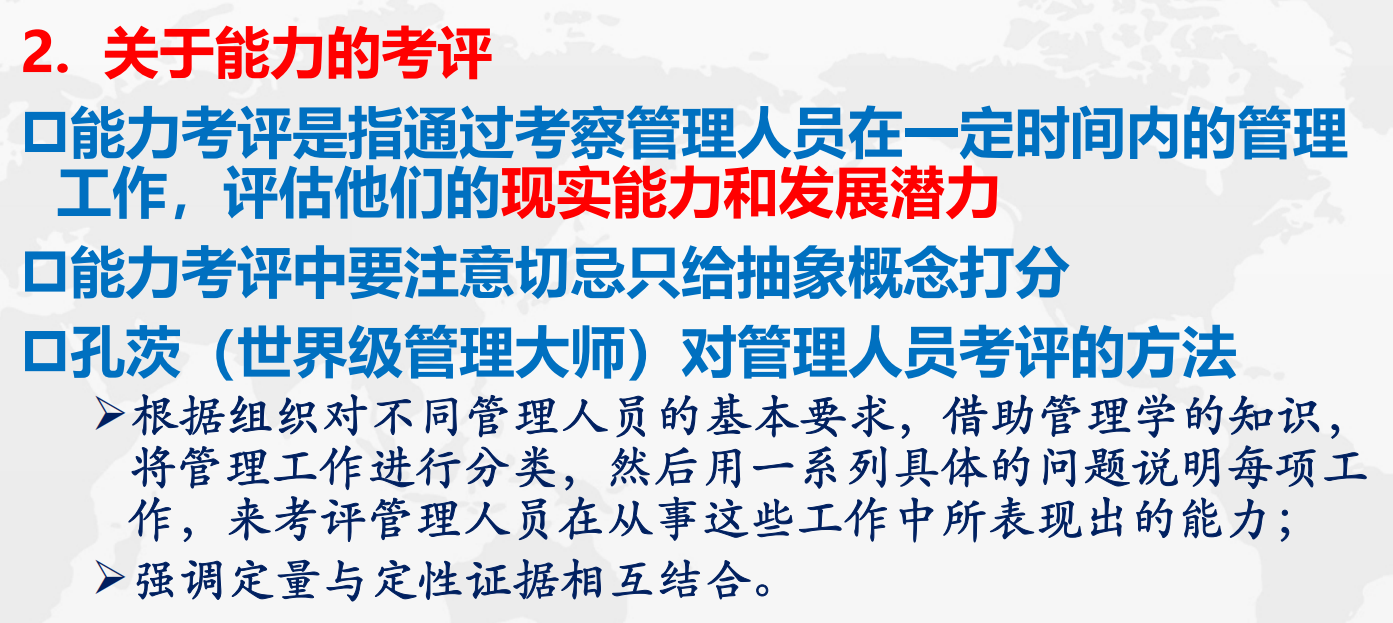 2. 关于能力的考评
能力考评是指通过考察管理人员在一定时间内的管理
工作，评估他们的现实能力和发展潜力
能力考评中要注意切忌只给抽象概念打分
孔茨（世界级管理大师）对管理人员考评的方法
根据组织对不同管理人员的基本要求，借助管理学的知识，
将管理工作进行分类，然后用一系列具体的问题说明每项工
作，来考评管理人员在从事这些工作中所表现出的能力；
强调定量与定性证据相互结合。